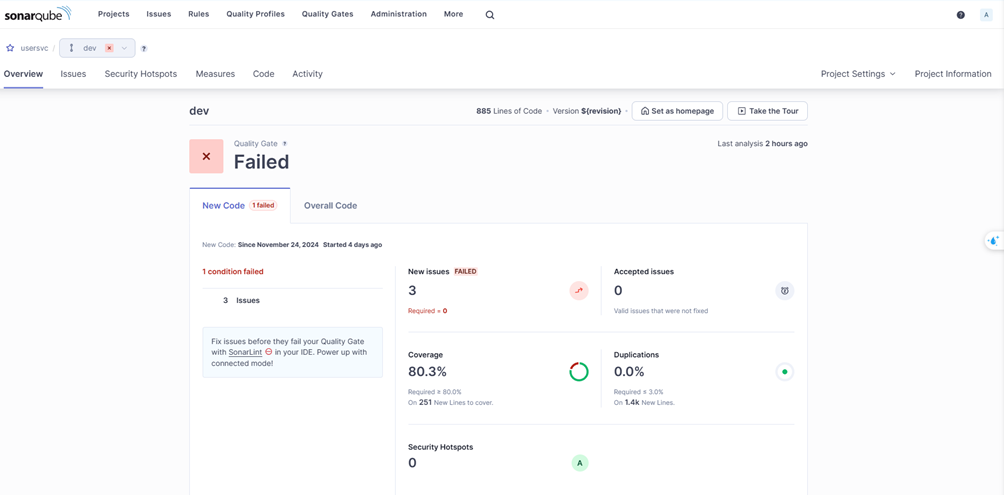 sonarqube Projects Issues Rules Quality Profiles Quality Gates Administration More ? A
usersvc / dev ?
Overview Issues Security Hotspots Measures Code Activity Project Settings Project Information
dev 885 Lines of Code • Version ${revision} • Set as homepage Take the Tour
Quality Gate ?
Failed
Last analysis 2 hours ago
New Code 1 failed Overall Code
New Code: Since November 24, 2024 Started 4 days ago
1 condition failed
3 Issues
Fix issues before they fail your Quality Gate
with SonarLint in your IDE. Power up with
connected mode!
New issues FAILED
3
Required = 0
Accepted issues
0
Valid issues that were not fixed
Coverage
80.3%
Required ≥ 80.0%
On 251 New Lines to cover.
Duplications
0.0%
Required ≤ 3.0%
On 1.4k New Lines.
Security Hotspots
0
A